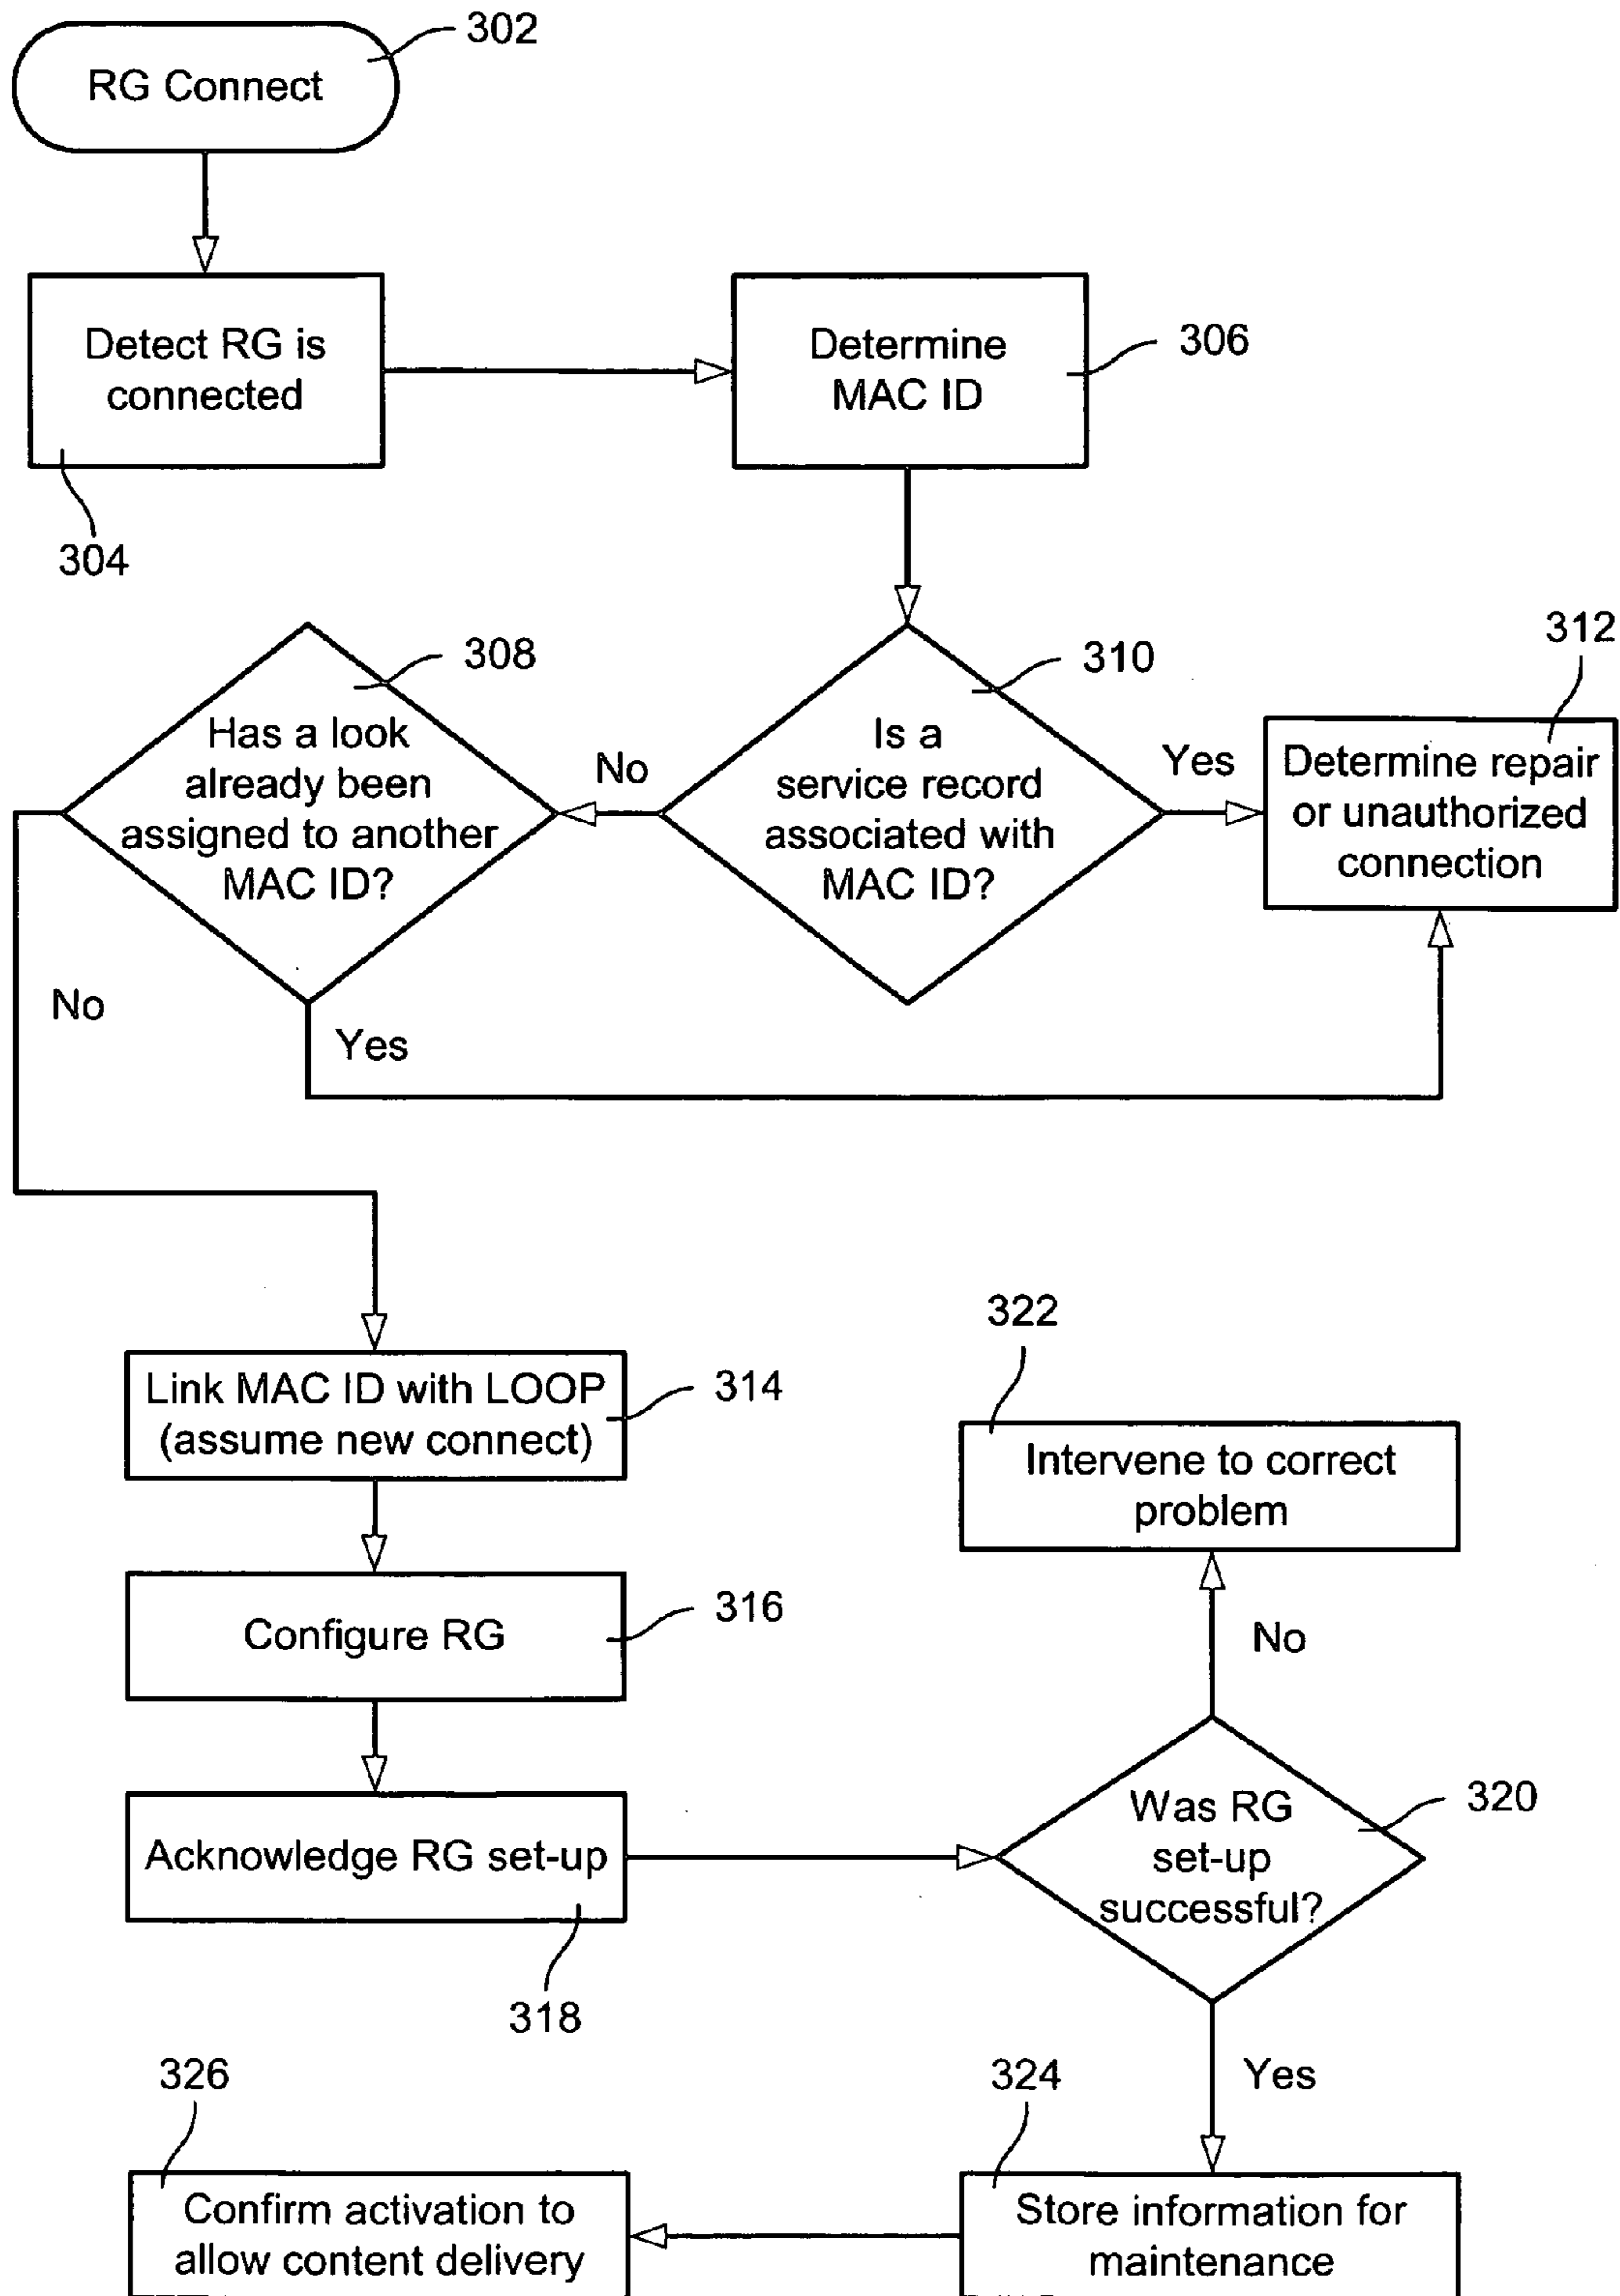 302
RG Connect
Detect RG is
connected
304
Determine
MAC ID
306
308
Has a look
already been
assigned to another
MAC ID?
No
310
Is a
service record
associated with
MAC ID?
Yes
312
Determine repair
or unauthorized
connection
No
Yes
Link MAC ID with LOOP
(assume new connect)
314
Configure RG
316
Acknowledge RG set-up
318
322
Intervene to correct
problem
No
Was RG
set-up
successful?
320
Yes
324
Store information for
maintenance
326
Confirm activation to
allow content delivery